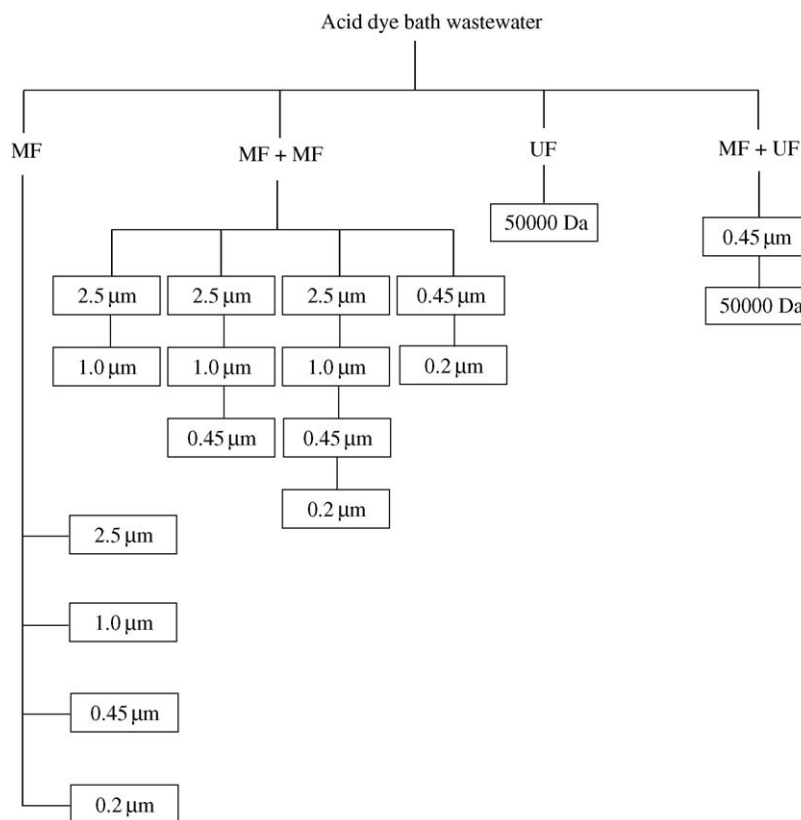 Acid dye bath wastewater
MF
MF + MF
UF
MF + UF
50000 Da
0.45 µm
50000 Da
2.5 µm
2.5 µm
2.5 µm
0.45 µm
1.0 µm
1.0 µm
1.0 µm
0.2 µm
0.45 µm
0.45 µm
0.2 µm
2.5 µm
1.0 µm
0.45 µm
0.2 µm